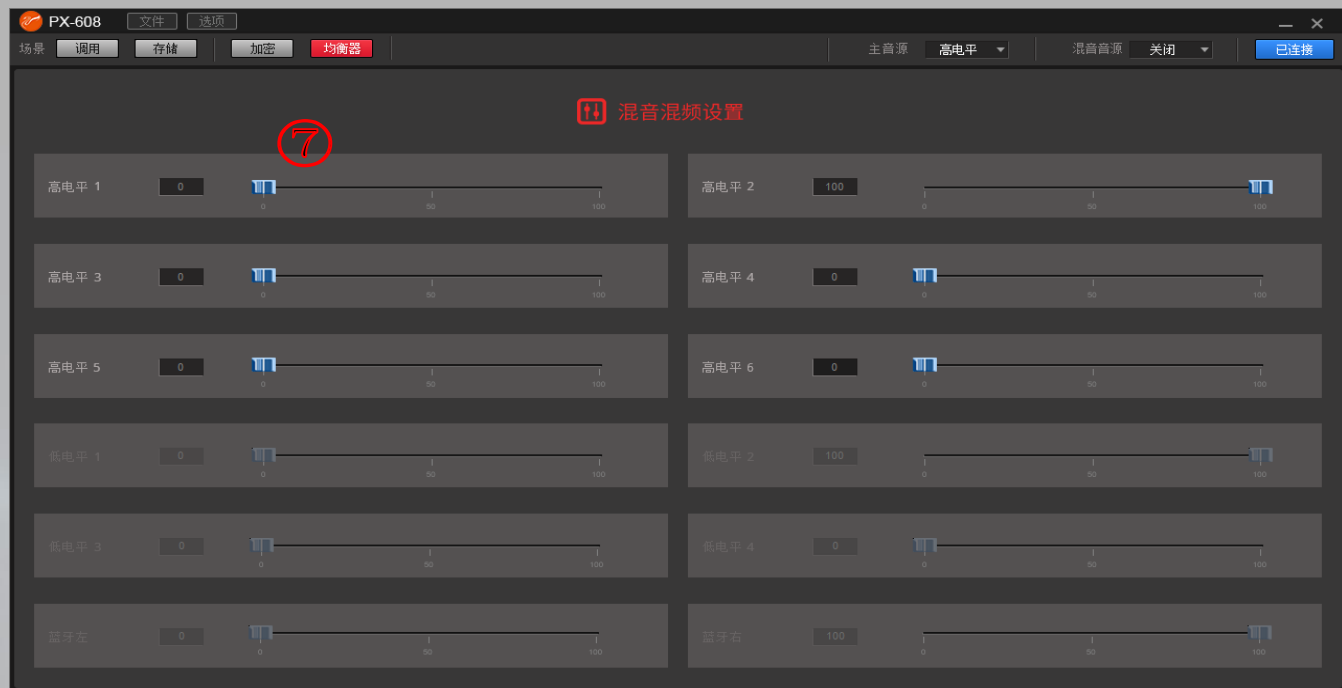 PX-608 文件 选项
场景 调用 存储 加密 均衡器 主音源 高电平 混音音源 关闭 已连接
混音混频设置
⑦
高电平 1 0 0 50 100
高电平 2 100 0 50 100
高电平 3 0 0 50 100
高电平 4 0 0 50 100
高电平 5 0 0 50 100
高电平 6 0 0 50 100
低电平 1 0 0 50 100
低电平 2 100 0 50 100
低电平 3 0 0 50 100
低电平 4 0 0 50 100
蓝牙左 0 0 50 100
蓝牙右 100 0 50 100